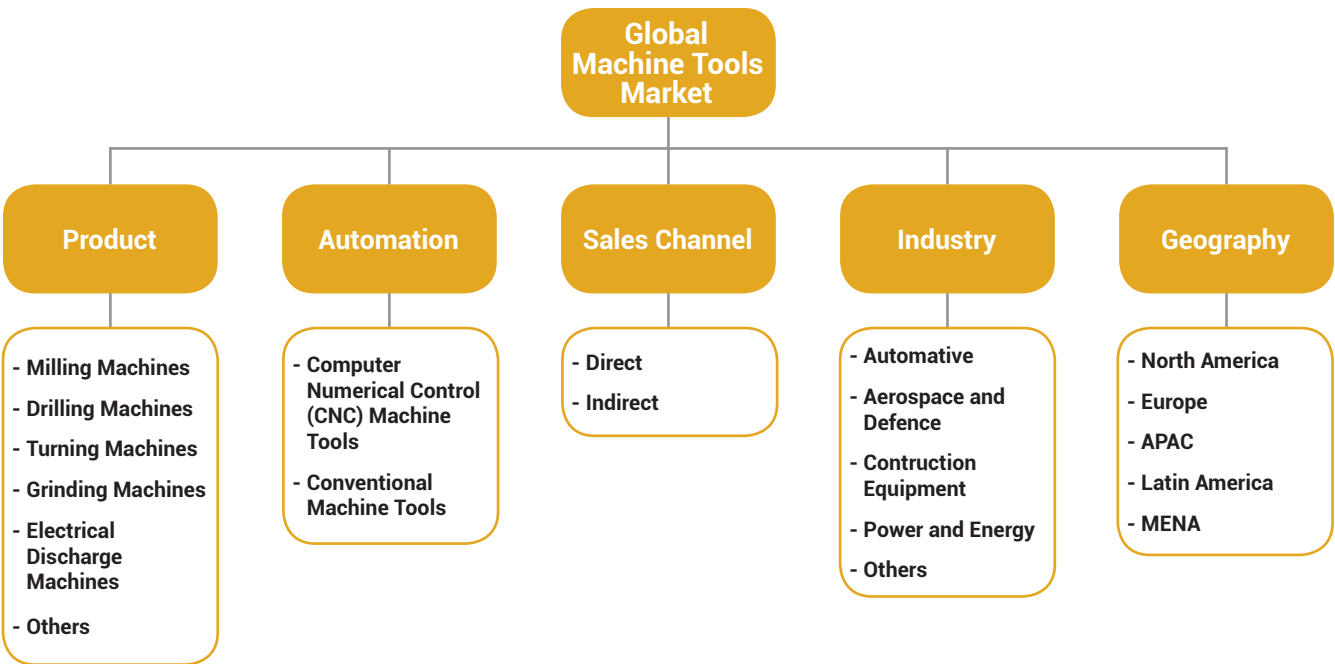 Global
Machine Tools
Market
Product
Automation
Sales Channel
Industry
Geography
- Milling Machines
- Drilling Machines
- Turning Machines
- Grinding Machines
- Electrical
Discharge
Machines
- Others
- Computer
Numerical Control
(CNC) Machine
Tools
- Conventional
Machine Tools
- Direct
- Indirect
- Automative
- Aerospace and
Defence
- Contruction
Equipment
- Power and Energy
- Others
- North America
- Europe
- APAC
- Latin America
- MENA